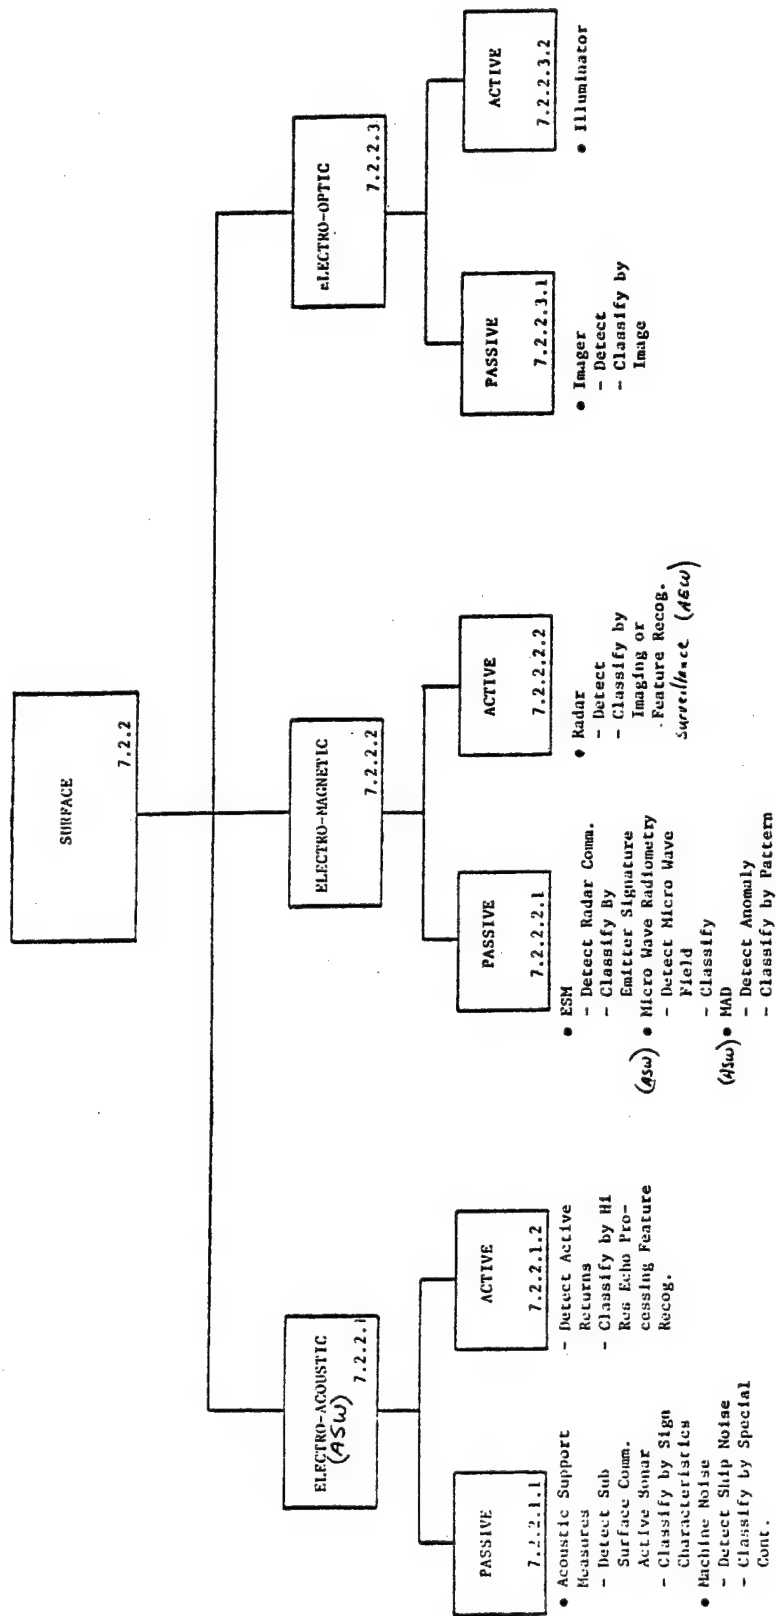 SURFACE
7.2.2
ELECTRO-ACOUSTIC
(ASW)
7.2.2.1
ELECTRO-MAGNETIC
7.2.2.2
ELECTRO-OPTIC
7.2.2.3
PASSIVE
7.2.2.1.1
• Acoustic Support
Measures
- Detect Sub
Surface Comm.
Active Sonar
- Classify by Sign
Characteristics
• Machine Noise
- Detect Ship Noise
- Classify by Special
Cont.
ACTIVE
7.2.2.1.2
- Detect Active
Returns
- Classify by Hi
Res Echo Pro-
cessing Feature
Recog.
PASSIVE
7.2.2.2.1
• ESM
- Detect Radar Comm.
- Classify By
Emitter Signature
(ASW) • Micro Wave Radiometry
- Detect Micro Wave
Field
- Classify
(ASW) • MAD
- Detect Anomaly
- Classify by Pattern
ACTIVE
7.2.2.2.2
• Radar
- Detect
- Classify by
Imaging or
Feature Recog.
Surveillance (AEW)
PASSIVE
7.2.2.3.1
• Imager
- Detect
- Classify by
Image
ACTIVE
7.2.2.3.2
• Illuminator